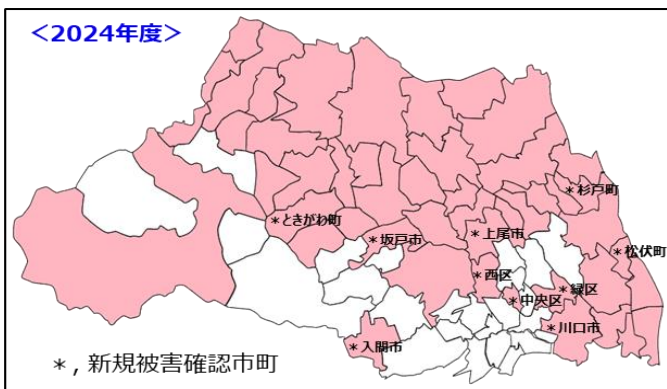 <2024年度>
*杉戸町
*ときがわ町
*坂戸市
*上尾市
*松伏町
*西区
*緑区
*中央区
*川口市
*入間市
*，新規被害確認市町